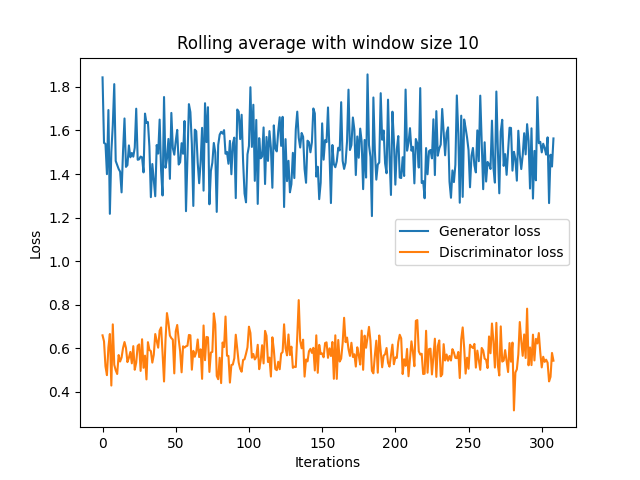 Rolling average with window size 10
Loss
1.8
1.6
1.4
1.2
1.0
0.8
0.6
0.4
Generator loss
Discriminator loss
0 50 100 150 200 250 300
Iterations